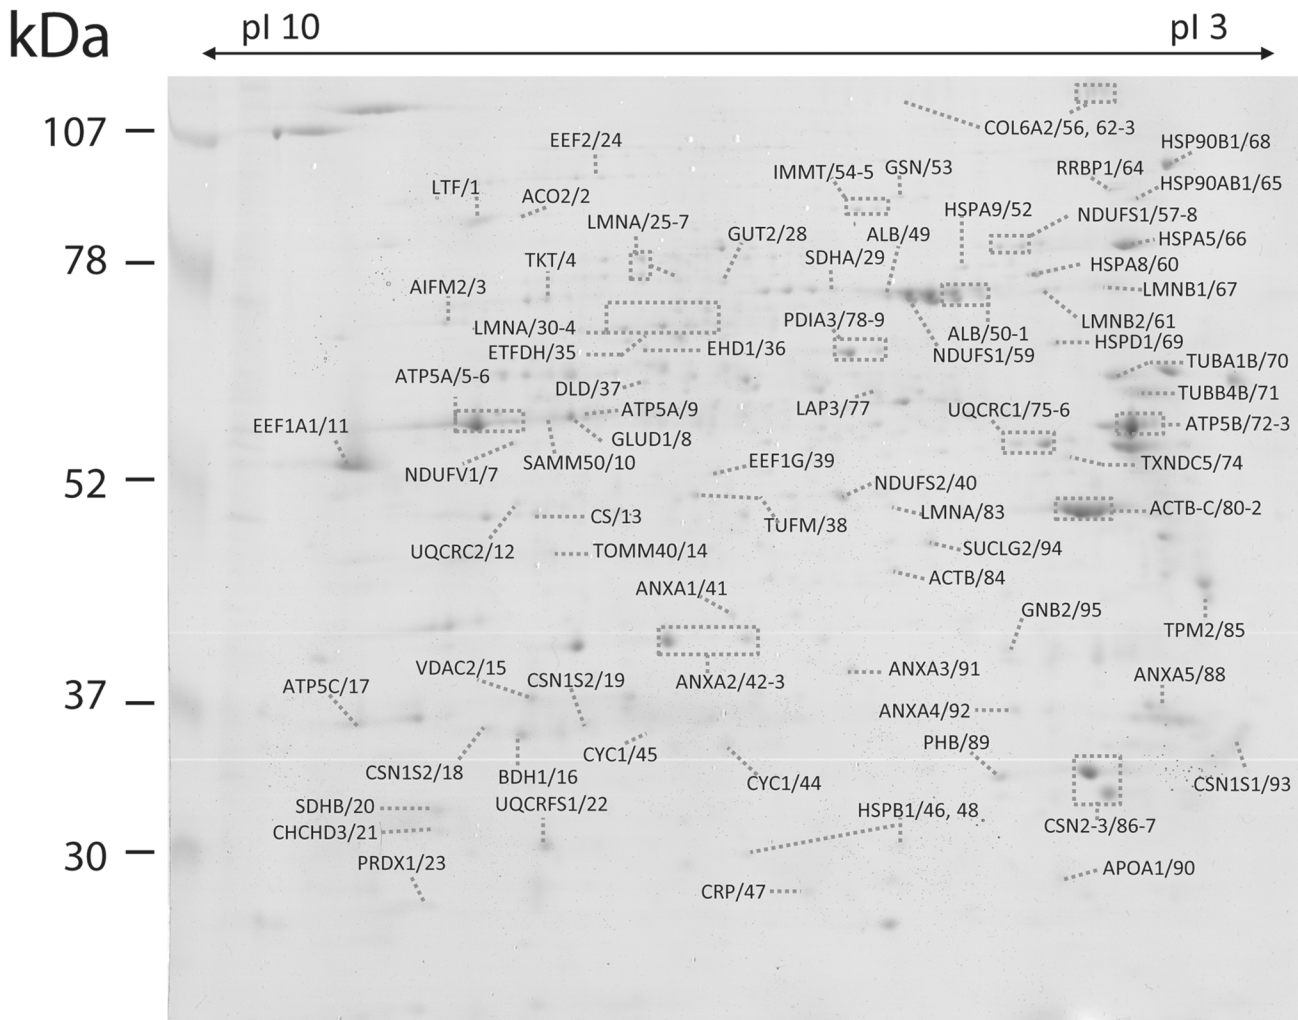 kDa
pI 10
pI 3
107
78
52
37
30
COL6A2/56, 62-3
EEF2/24
HSP90B1/68
IMMT/54-5
GSN/53
RRBP1/64
LTF/1
HSP90AB1/65
ACO2/2
HSPA9/52
NDUFS1/57-8
LMNA/25-7
GUT2/28
ALB/49
HSPA5/66
TKT/4
SDHA/29
HSPA8/60
AIFM2/3
LMNB1/67
LMNA/30-4
PDIA3/78-9
LMNB2/61
ALB/50-1
ETFDH/35
EHD1/36
NDUFS1/59
HSPD1/69
TUBA1B/70
ATP5A/5-6
DLD/37
TUBB4B/71
ATP5A/9
LAP3/77
UQCRC1/75-6
EEF1A1/11
ATP5B/72-3
GLUD1/8
NDUFV1/7
SAMM50/10
EEF1G/39
TXNDC5/74
NDUFS2/40
CS/13
TUFM/38
LMNA/83
ACTB-C/80-2
UQCRC2/12
TOMM40/14
SUCLG2/94
ANXA1/41
ACTB/84
GNB2/95
TPM2/85
VDAC2/15
CSN1S2/19
ANXA2/42-3
ANXA3/91
ANXA5/88
ATP5C/17
ANXA4/92
CYC1/45
PHB/89
CSN1S2/18
BDH1/16
CYC1/44
CSN1S1/93
SDHB/20
UQCRFS1/22
HSPB1/46, 48
CHCHD3/21
CSN2-3/86-7
PRDX1/23
APOA1/90
CRP/47